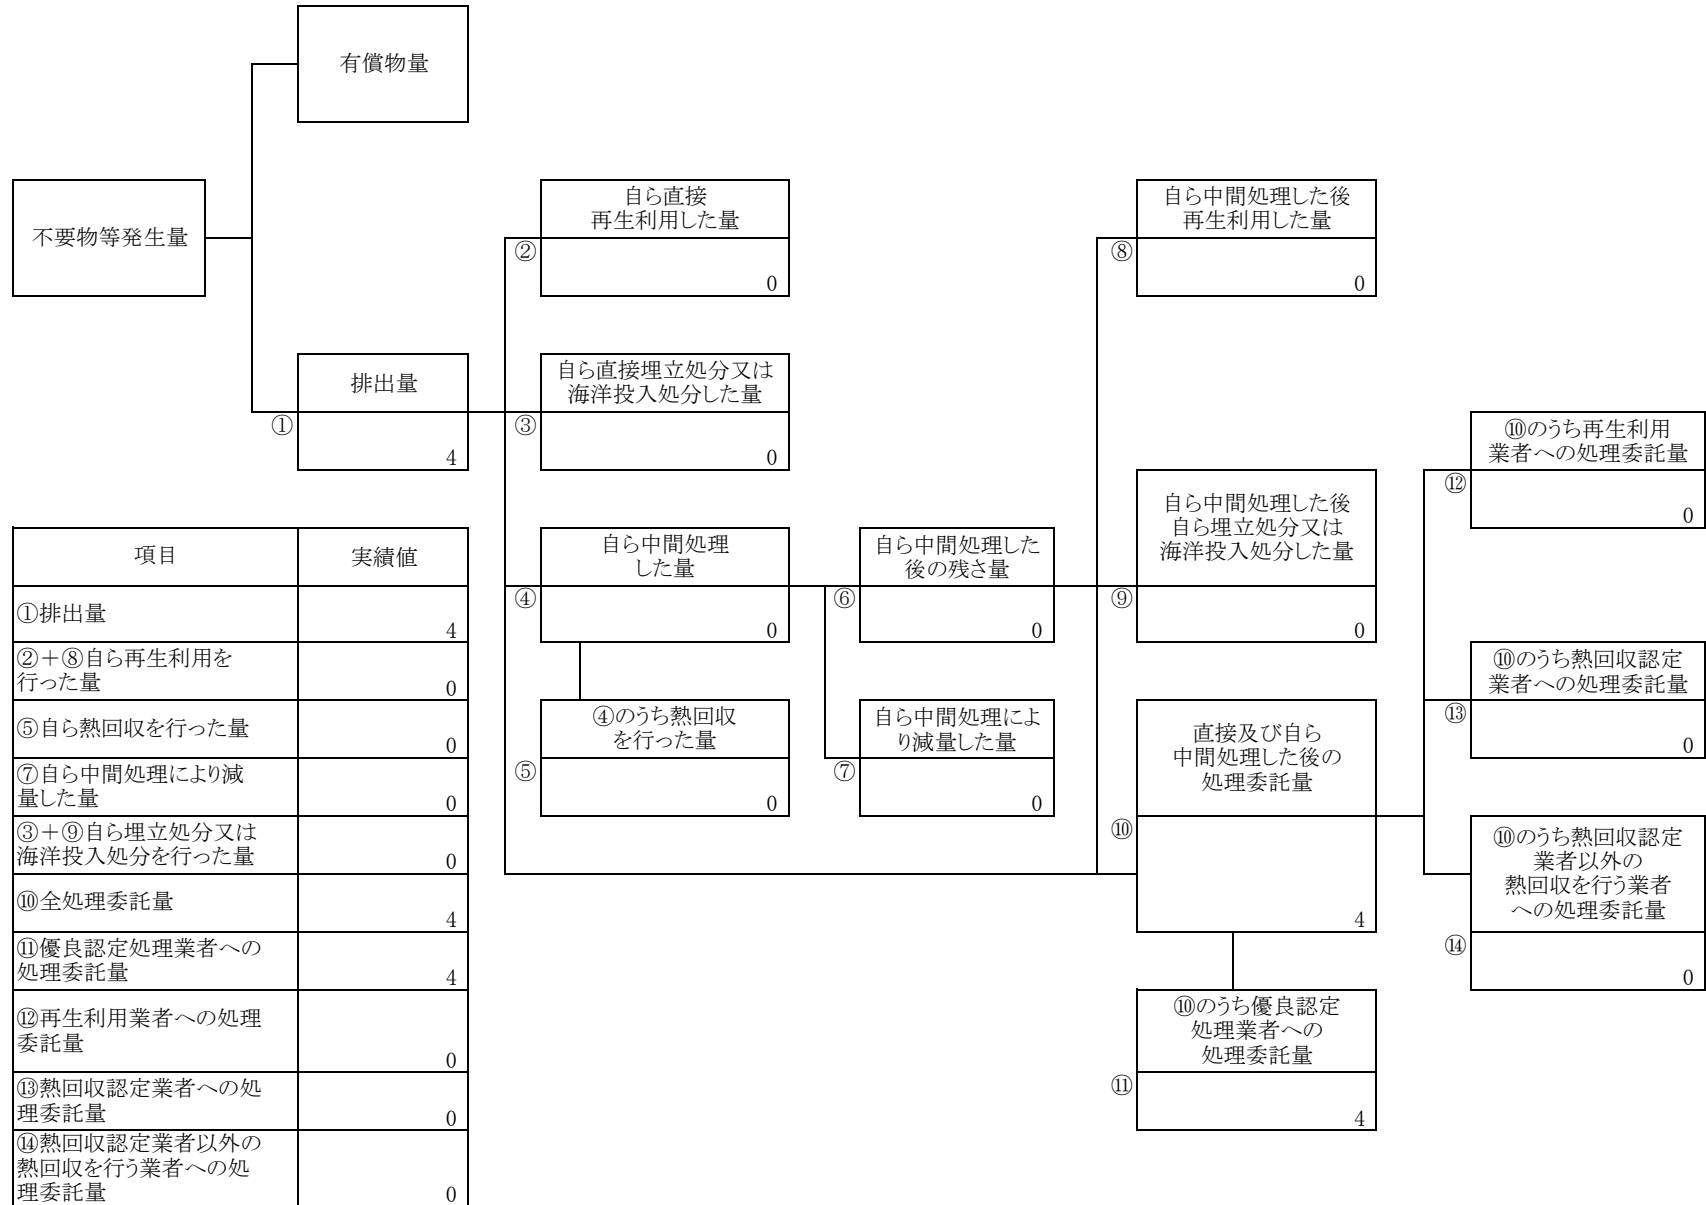 有償物量
不要物等発生量
排出量
①
4
自ら直接
再生利用した量
②
0
自ら直接埋立処分又は
海洋投入処分した量
③
0
自ら中間処理
した量
④
0
④のうち熱回収
を行った量
⑤
0
自ら中間処理した
後の残さ量
⑥
0
自ら中間処理によ
り減量した量
⑦
0
自ら中間処理した後
再生利用した量
⑧
0
自ら中間処理した後
自ら埋立処分又は
海洋投入処分した量
⑨
0
直接及び自ら
中間処理した後の
処理委託量
⑩
4
⑩のうち優良認定
処理業者への
処理委託量
⑪
4
⑩のうち再生利用
業者への処理委託量
⑫
0
⑩のうち熱回収認定
業者への処理委託量
⑬
0
⑩のうち熱回収認定
業者以外の
熱回収を行う業者
への処理委託量
⑭
0
項目 実績値
①排出量
4
②＋⑧自ら再生利用を
行った量
0
⑤自ら熱回収を行った量
0
⑦自ら中間処理により減
量した量
0
③＋⑨自ら埋立処分又は
海洋投入処分を行った量
0
⑩全処理委託量
4
⑪優良認定処理業者への
処理委託量
4
⑫再生利用業者への処理
委託量
0
⑬熱回収認定業者への処
理委託量
0
⑭熱回収認定業者以外の
熱回収を行う業者への処
理委託量
0